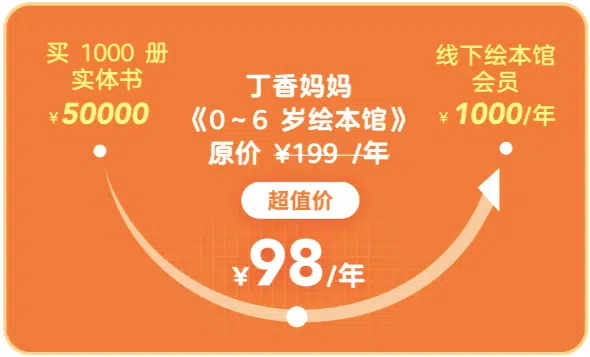 买 1000 册
实体书
¥50000
丁香妈妈
《0~6 岁绘本馆》
原价 ¥199 /年
超值价
¥98/年
线下绘本馆
会员
¥1000/年